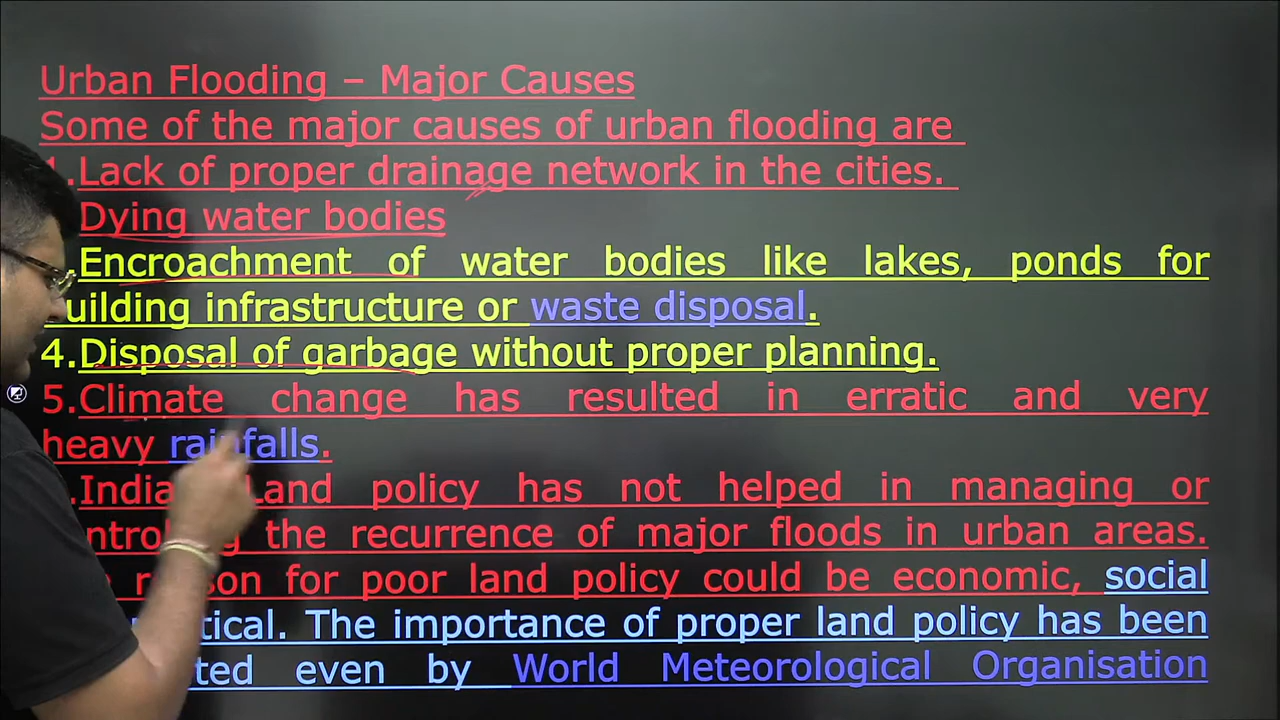 Urban Flooding – Major Causes
Some of the major causes of urban flooding are
.Lack of proper drainage network in the cities.
Dying water bodies
.Encroachment of water bodies like lakes, ponds for
uilding infrastructure or waste disposal.
4.Disposal of garbage without proper planning.
5.Climate change has resulted in erratic and very
heavy rainfalls.
.India Land policy has not helped in managing or
the recurrence of major floods in urban areas.
for poor land policy could be economic, social
tical. The importance of proper land policy has been
ted even by World Meteorological Organisation